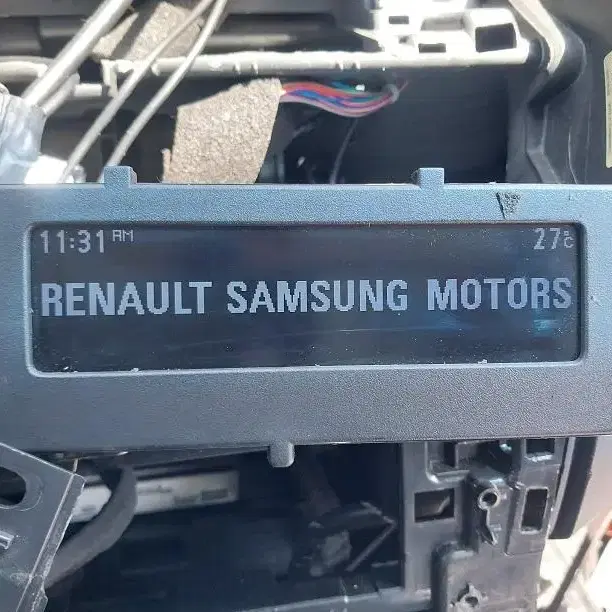 11:31 AM 27°C
RENAULT SAMSUNG MOTORS